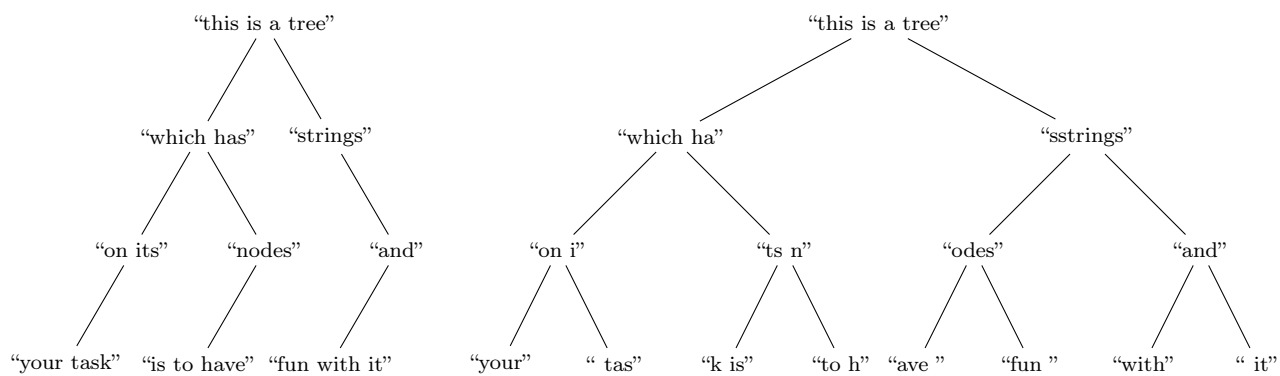 “this is a tree” “this is a tree”
“which has” “strings” “which ha” “sstrings”
“on its” “nodes” “and” “on i” “ts n” “odes” “and”
“your task” “is to have” “fun with it” “your” “ tas” “k is” “to h” “ave ” “fun ” “with” “ it”